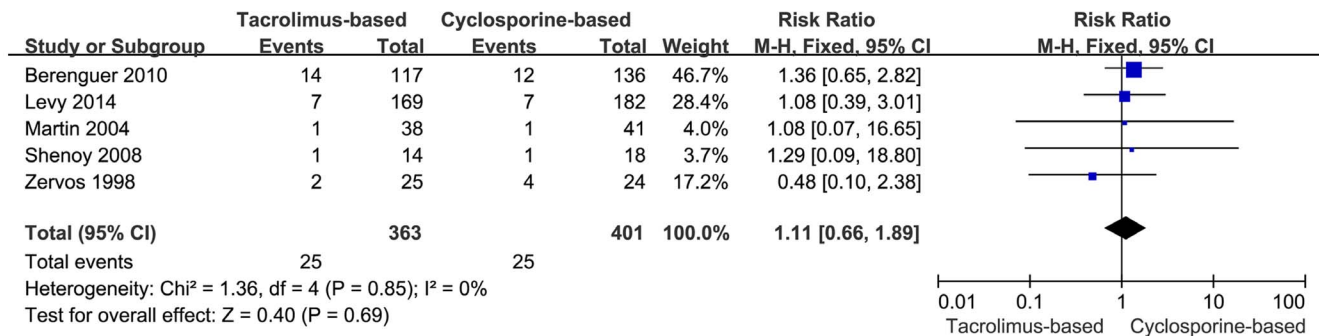 Tacrolimus-based Cyclosporine-based Risk Ratio Risk Ratio
Study or Subgroup Events Total Events Total Weight M-H, Fixed, 95% CI M-H, Fixed, 95% CI
Berenguer 2010 14 117 12 136 46.7% 1.36 [0.65, 2.82]
Levy 2014 7 169 7 182 28.4% 1.08 [0.39, 3.01]
Martin 2004 1 38 1 41 4.0% 1.08 [0.07, 16.65]
Shenoy 2008 1 14 1 18 3.7% 1.29 [0.09, 18.80]
Zervos 1998 2 25 4 24 17.2% 0.48 [0.10, 2.38]
Total (95% CI) 363 401 100.0% 1.11 [0.66, 1.89]
Total events 25 25
Heterogeneity: Chi² = 1.36, df = 4 (P = 0.85); I² = 0%
Test for overall effect: Z = 0.40 (P = 0.69)
0.01 0.1 1 10 100
Tacrolimus-based Cyclosporine-based